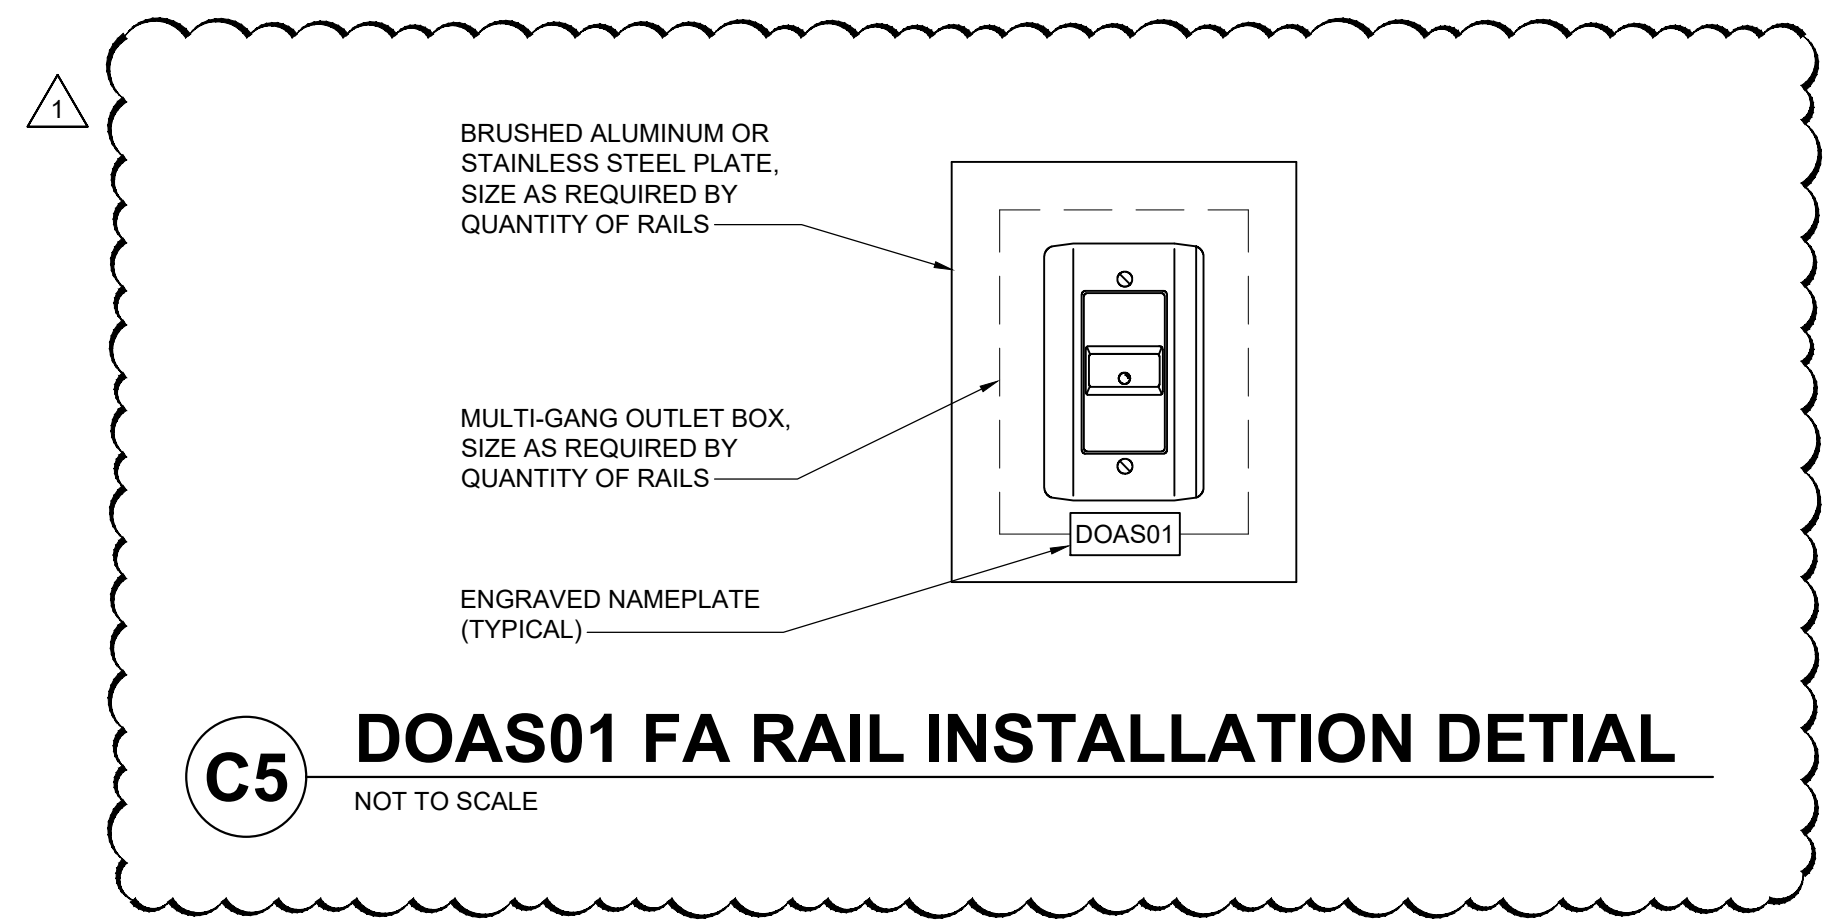 1
BRUSHED ALUMINUM OR
STAINLESS STEEL PLATE,
SIZE AS REQUIRED BY
QUANTITY OF RAILS
MULTI-GANG OUTLET BOX,
SIZE AS REQUIRED BY
QUANTITY OF RAILS
DOAS01
ENGRAVED NAMEPLATE
(TYPICAL)
C5
DOAS01 FA RAIL INSTALLATION DETIAL
NOT TO SCALE